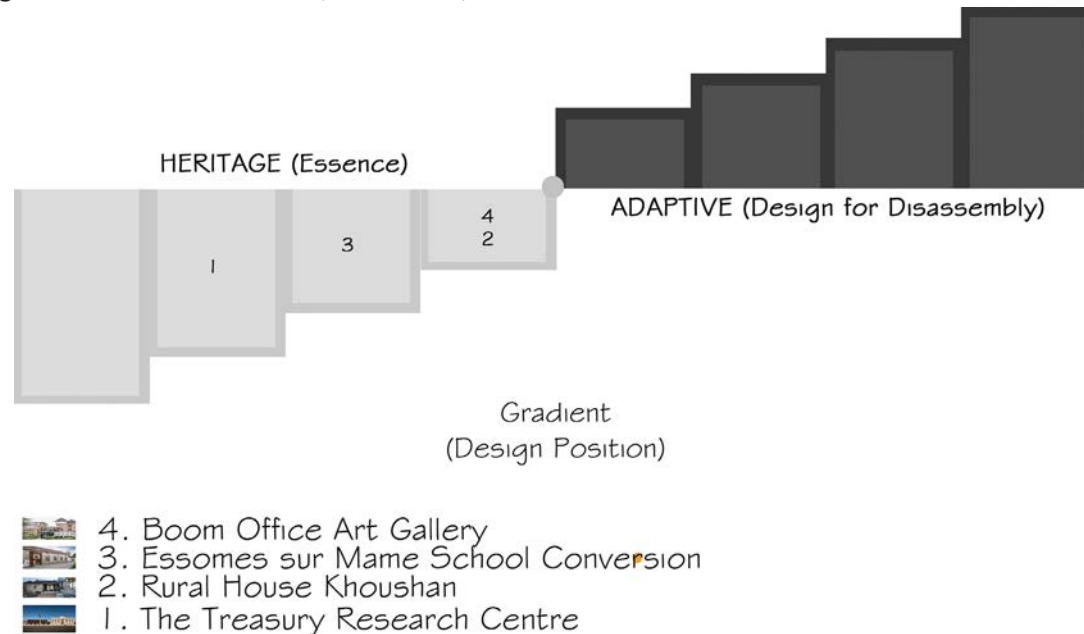 HERITAGE (Essence)
ADAPTIVE (Design for Disassembly)
4
2
3
1
Gradient
(Design Position)
4. Boom Office Art Gallery
3. Essomes sur Mame School Conversion
2. Rural House Khoushan
1. The Treasury Research Centre